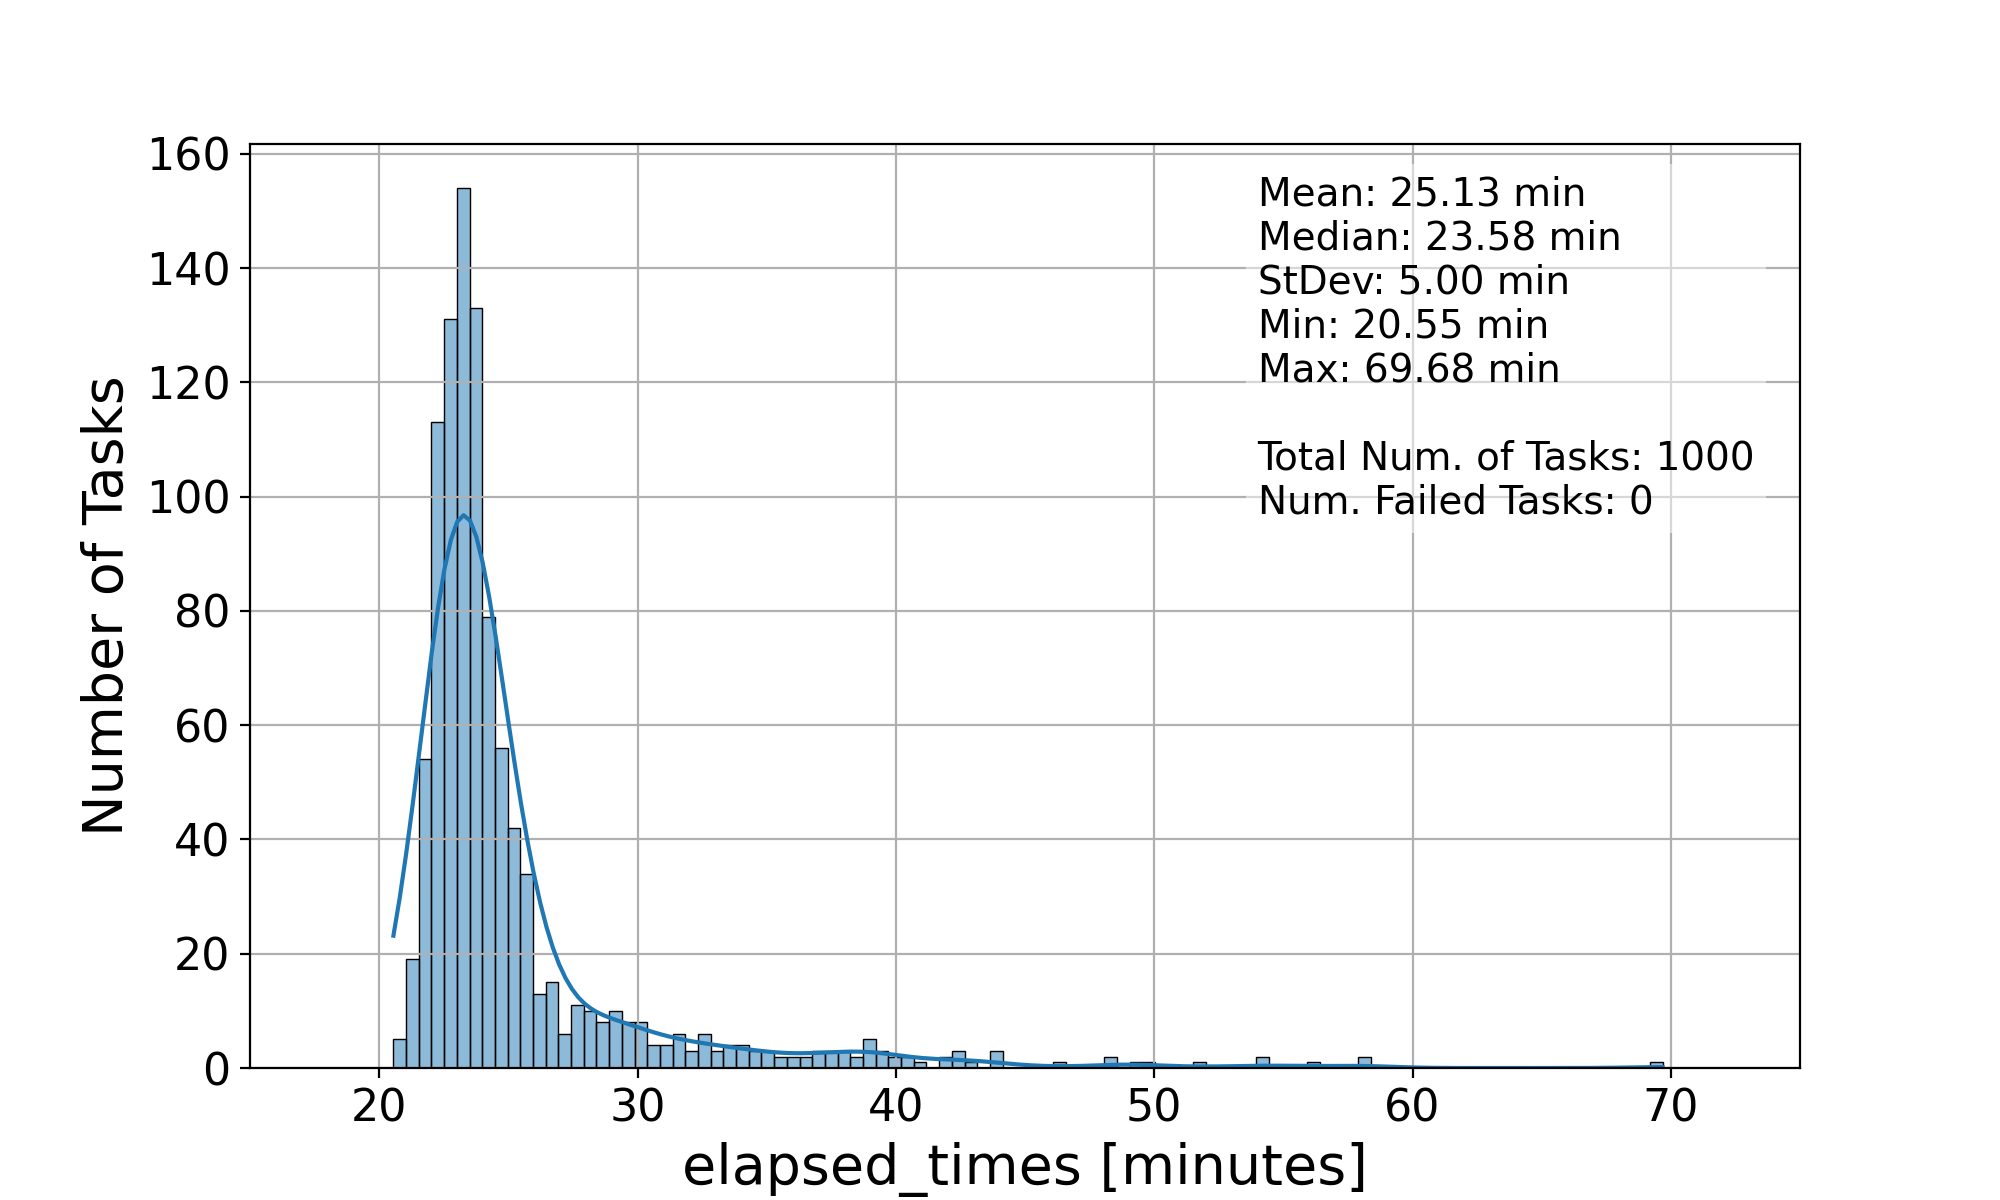 160
140
120
100
80
60
40
20
0
Number of Tasks
Mean: 25.13 min
Median: 23.58 min
StDev: 5.00 min
Min: 20.55 min
Max: 69.68 min
Total Num. of Tasks: 1000
Num. Failed Tasks: 0
20 30 40 50 60 70
elapsed_times [minutes]